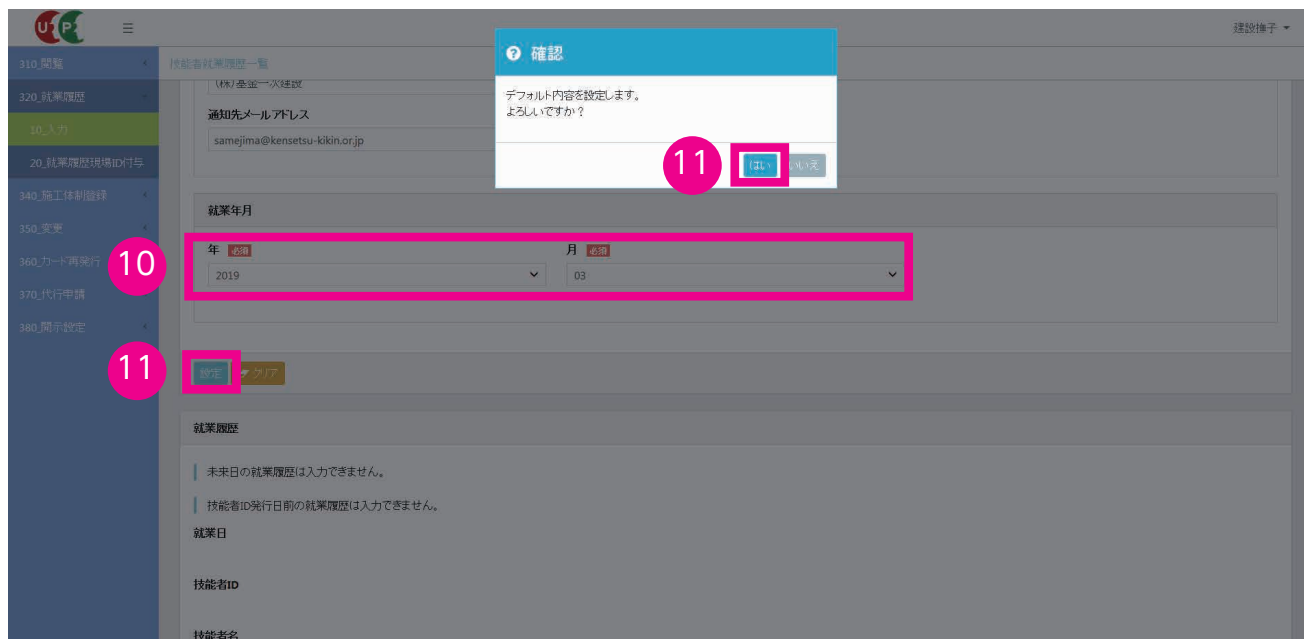 UP
建設撫子
310_閲覧
320_就業履歴
10_入力
20_就業履歴現場ID付与
340_施工体制登録
350_変更
360_カード再発行
370_代行申請
380_開示設定
技能者就業履歴一覧
(株)基金一次建設
通知先メールアドレス
samejima@kensetsu-kikin.or.jp
確認
デフォルト内容を設定します。
よろしいですか？
11
はい
いいえ
就業年月
10
年 必須
月 必須
2019
03
11
設定
クリア
就業履歴
未来日の就業履歴は入力できません。
技能者ID発行日前の就業履歴は入力できません。
就業日
技能者ID
技能者名